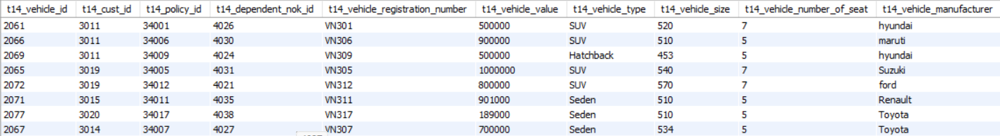 t14_vehicle_id t14_cust_id t14_policy_id t14_dependent_nok_id t14_vehicle_registration_number t14_vehicle_value t14_vehicle_type t14_vehicle_size t14_vehicle_number_of_seat t14_vehicle_manufacturer
2061 3011 34001 4026 VN301 500000 SUV 520 7 hyundai
2066 3011 34006 4030 VN306 900000 SUV 510 5 maruti
2069 3011 34009 4024 VN309 500000 Hatchback 453 5 hyundai
2065 3019 34005 4031 VN305 1000000 SUV 540 7 Suzuki
2072 3019 34012 4021 VN312 800000 SUV 570 7 ford
2071 3015 34011 4035 VN311 901000 Seden 510 5 Renault
2077 3020 34017 4038 VN317 189000 Seden 510 5 Toyota
2067 3014 34007 4027 VN307 700000 Seden 534 5 Toyota